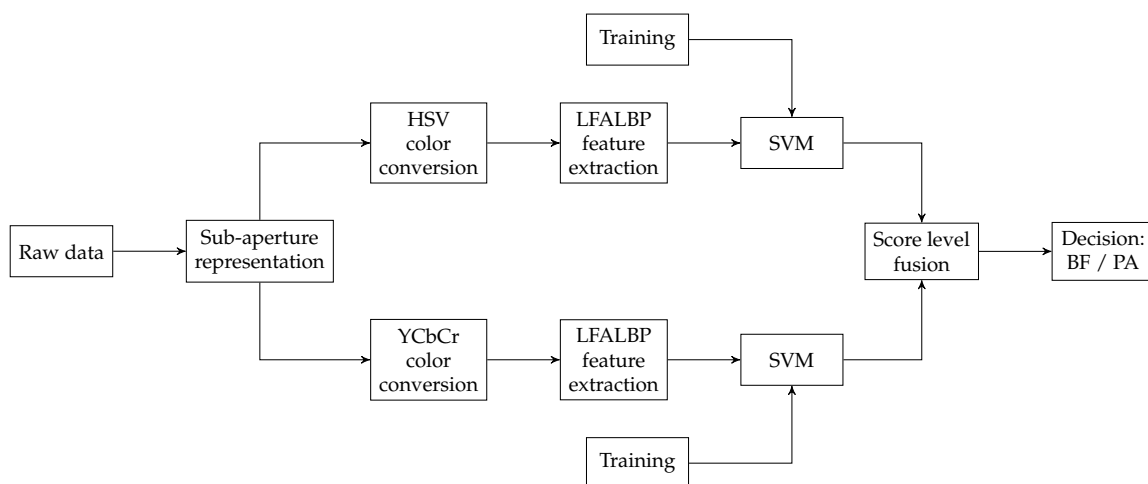 Training
HSV
color
conversion
LFALBP
feature
extraction
SVM
Raw data
Sub-aperture
representation
Score level
fusion
Decision:
BF / PA
YCbCr
color
conversion
LFALBP
feature
extraction
SVM
Training